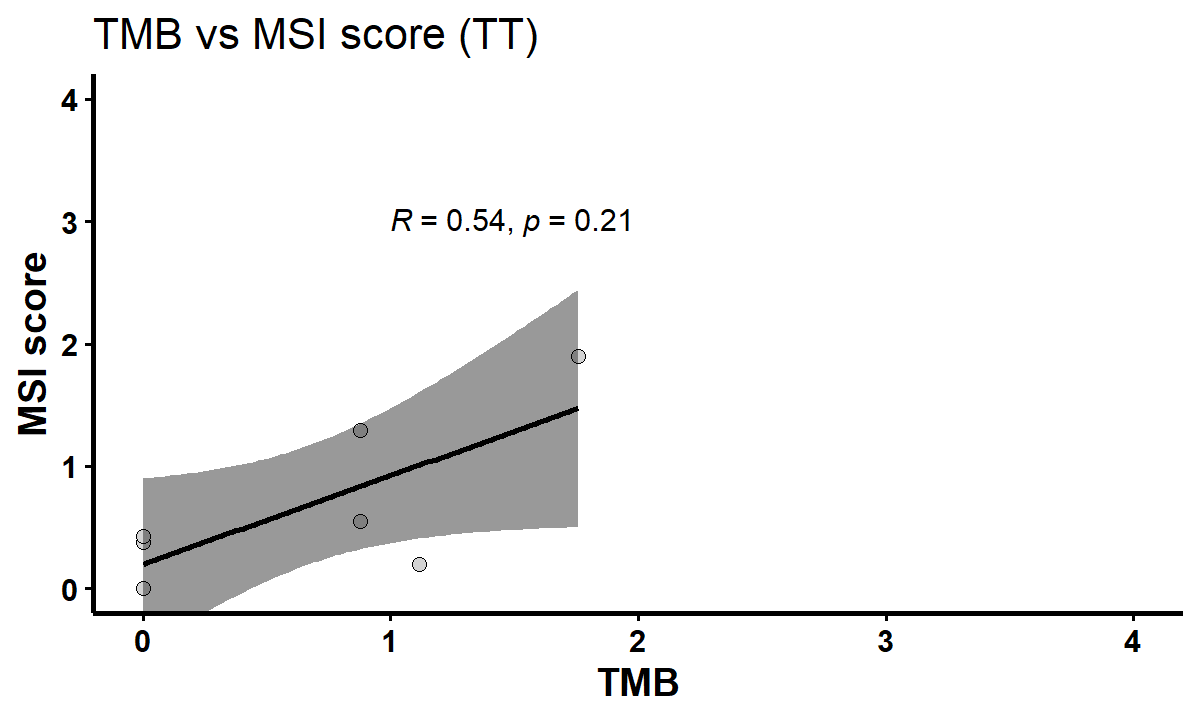 TMB vs MSI score (TT)
4
3
2
1
0
MSI score
R = 0.54, p = 0.21
0 1 2 3 4
TMB